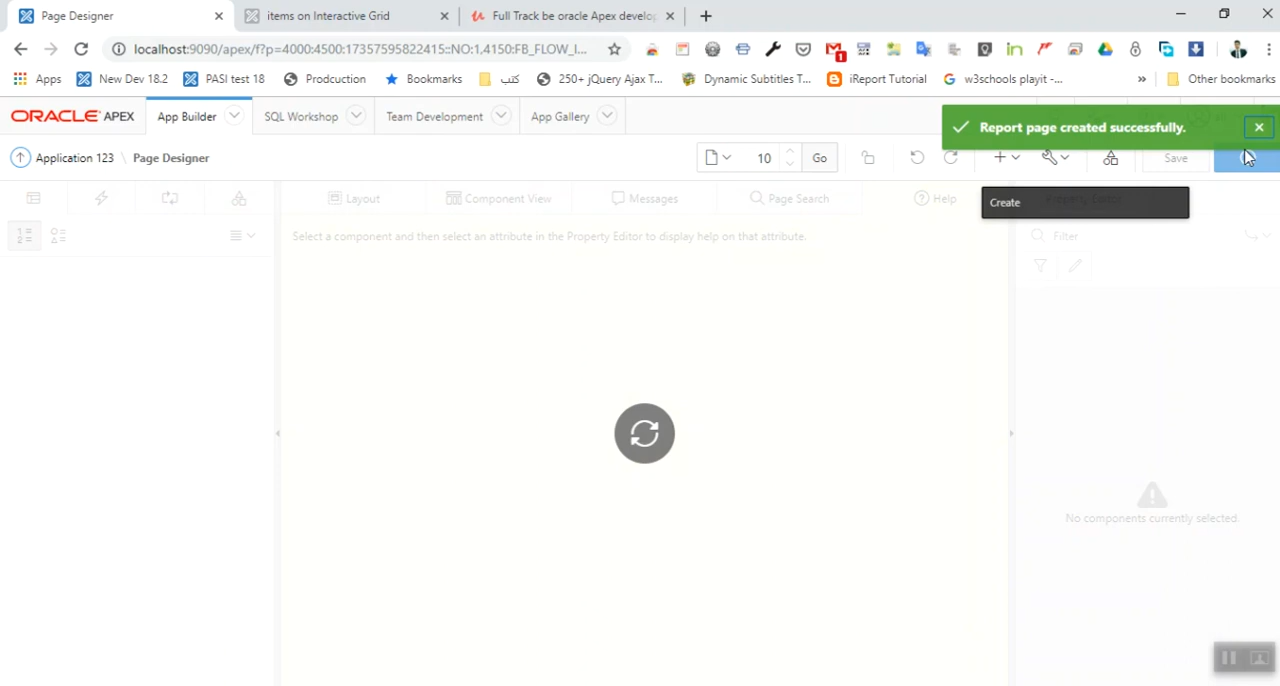 Page Designer
items on Interactive Grid
Full Track be oracle Apex develop
localhost:9090/apex/f?p=4000:4500:17357595822415::NO:1,4150:FB_FLOW_I...
1
Apps
New Dev 18.2
PASI test 18
Prodcuction
Bookmarks
كتب
250+ jQuery Ajax T...
Dynamic Subtitles T...
iReport Tutorial
w3schools playit -...
»
Other bookmarks
ORACLE APEX
App Builder
SQL Workshop
Team Development
App Gallery
Report page created successfully.
Application 123 \ Page Designer
10
Go
Save
Layout
Component View
Messages
Page Search
Help
Create
Select a component and then select an attribute in the Property Editor to display help on that attribute.
Filter
No components currently selected.